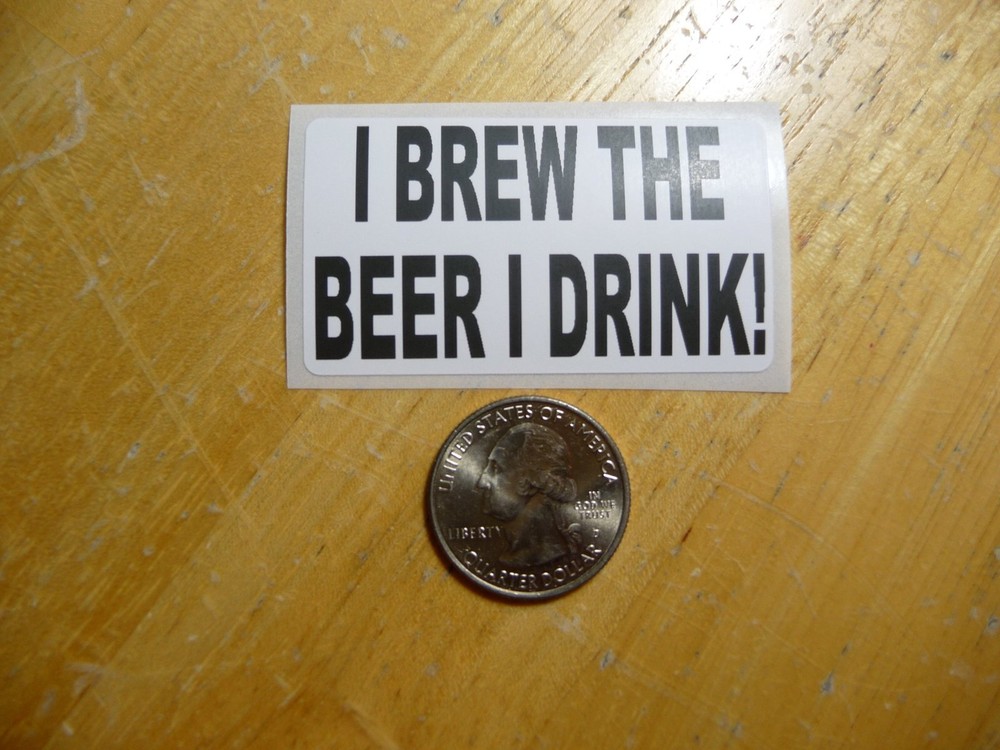 I BREW THE
BEER I DRINK!
UNITED STATES OF AMERICA
LIBERTY
IN
GOD WE
TRUST
QUARTER DOLLAR